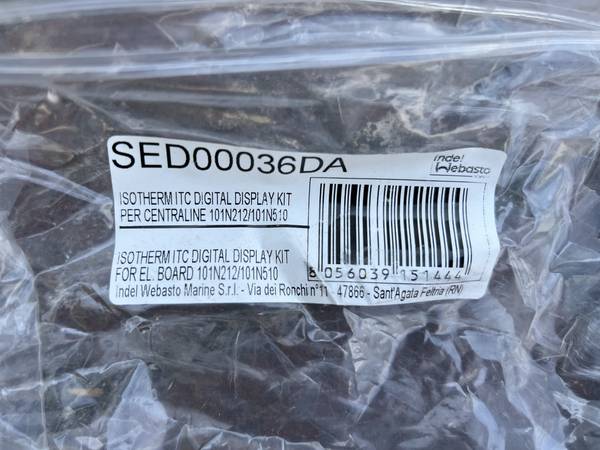 SED00036DA
indel
Webasto
ISOTHERM ITC DIGITAL DISPLAY KIT
PER CENTRALINE 101N212/101N510
ISOTHERM ITC DIGITAL DISPLAY KIT
FOR EL. BOARD 101N212/101N510
8 056039 151444
Indel Webasto Marine S.r.l. - Via dei Ronchi n°11 - 47866 - Sant'Agata Feltria (RN)